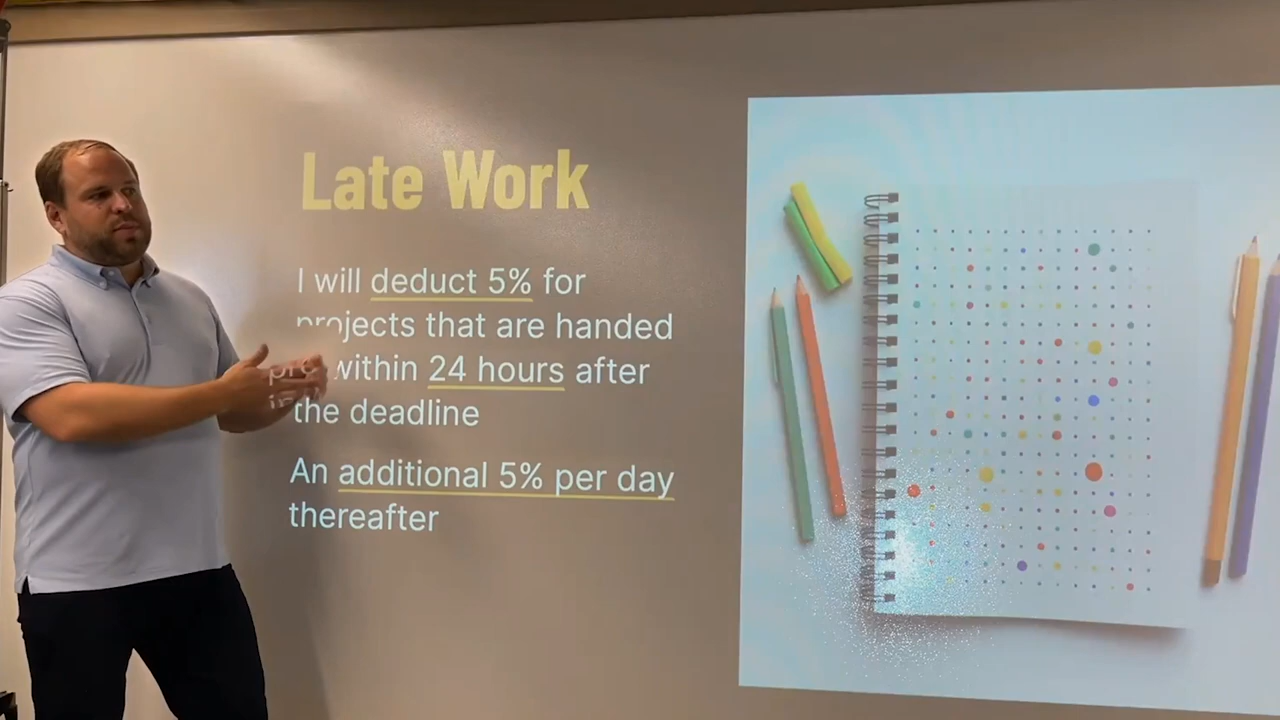 Late Work
I will deduct 5% for
projects that are handed
within 24 hours after
the deadline
An additional 5% per day
thereafter